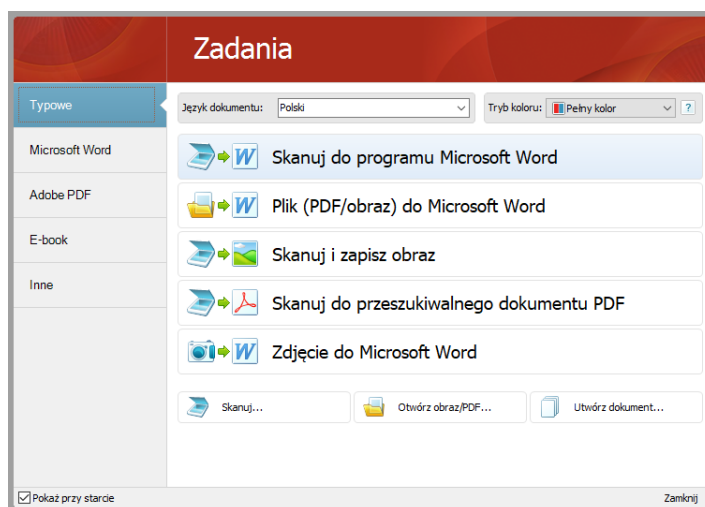 Zadania
Typowe
Microsoft Word
Adobe PDF
E-book
Inne
Język dokumentu: Polski
Tryb koloru: Pełny kolor ?
Skanuj do programu Microsoft Word
Plik (PDF/obraz) do Microsoft Word
Skanuj i zapisz obraz
Skanuj do przeszukiwalnego dokumentu PDF
Zdjęcie do Microsoft Word
Skanuj...
Otwórz obraz/PDF...
Utwórz dokument...
Pokaż przy starcie
Zamknij